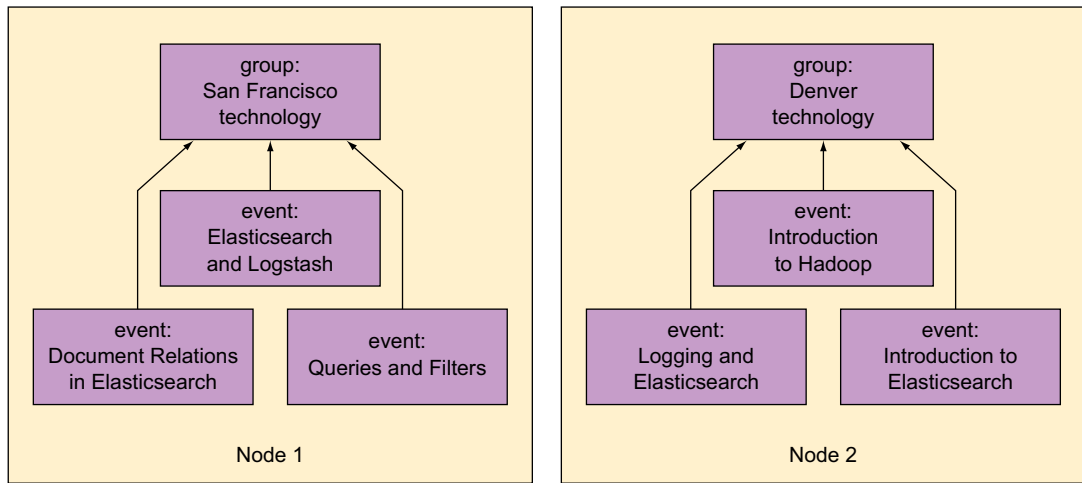 group:
San Francisco
technology
event:
Elasticsearch
and Logstash
event:
Document Relations
in Elasticsearch
event:
Queries and Filters
Node 1
group:
Denver
technology
event:
Introduction
to Hadoop
event:
Logging and
Elasticsearch
event:
Introduction to
Elasticsearch
Node 2